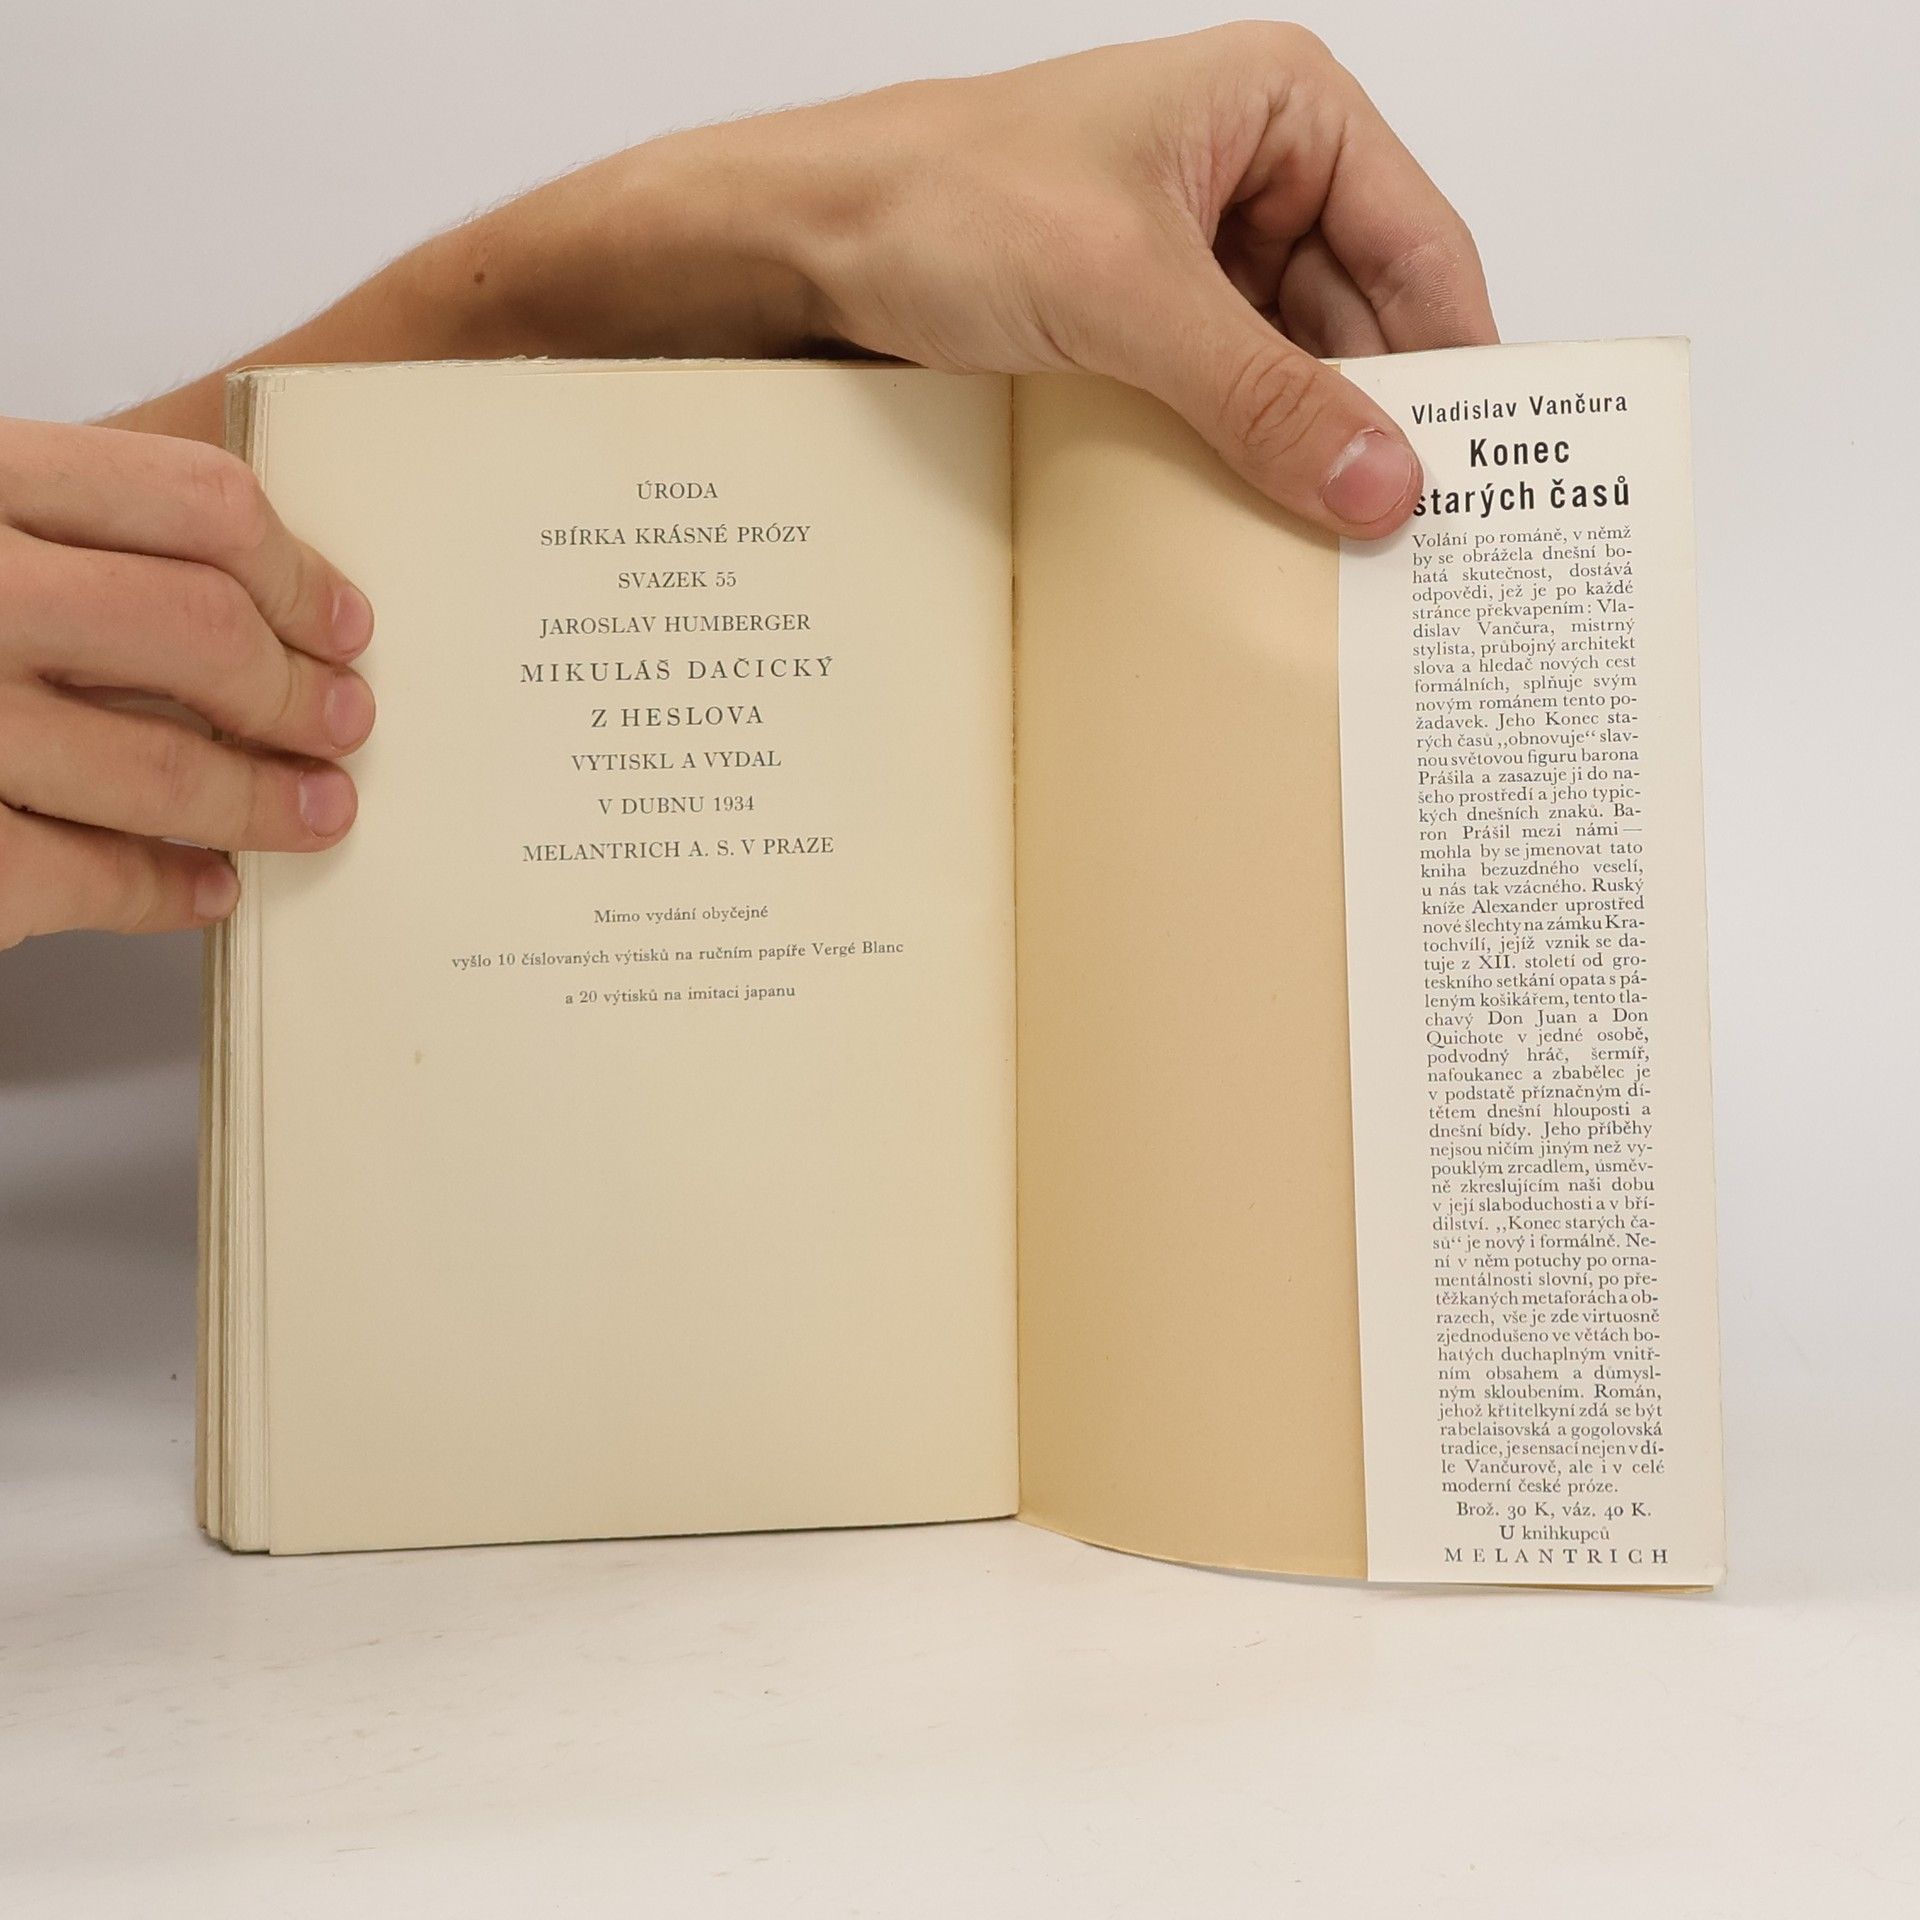 ÚRODA
SBÍRKA KRÁSNÉ PRÓZY
SVAZEK 55
JAROSLAV HUMBERGER
MIKULÁŠ DAČICKÝ
Z HESLOVA
VYTISKL A VYDAL
V DUBNU 1934
MELANTRICH A. S. V PRAZE
Mimo vydání obyčejné
vyšlo 10 číslovaných výtisků na ručním papíře Vergé Blanc
a 20 výtisků na imitaci japanu
Vladislav Vančura
Konec
starých časů
Volání po románě, v němž
by se obrážela dnešní bo-
hatá skutečnost, dostává
odpovědi, jež je po každé
stránce překvapením: Vla-
dislav Vančura, mistrný
stylista, průbojný architekt
slova a hledač nových cest
formálních, splňuje svým
novým románem tento po-
žadavek. Jeho Konec sta-
rých časů „obnovuje“ slav-
nou světovou figuru barona
Prášila a zasazuje ji do na-
šeho prostředí a jeho typic-
kých dnešních znaků. Ba-
ron Prášil mezi námi —
mohla by se jmenovat tato
kniha bezuzdného veselí,
u nás tak vzácného. Ruský
kníže Alexander uprostřed
nové šlechty na zámku Kra-
tochvílí, jejíž vznik se da-
tuje z XII. století od gro-
teskního setkání opata s pá-
leným košikářem, tento tla-
chavý Don Juan a Don
Quichote v jedné osobě,
podvodný hráč, šermíř,
nafoukanec a zbabělec je
v podstatě příznačným dí-
tětem dnešní hlouposti a
dnešní bídy. Jeho příběhy
nejsou ničím jiným než vy-
pouklým zrcadlem, úsměv-
ně zkreslujícím naši dobu
v její slaboduchosti a v bří-
dilství. „Konec starých ča-
sů“ je nový i formálně. Ne-
ní v něm potuchy po orna-
mentálnosti slovní, po pře-
těžkaných metaforách a ob-
razech, vše je zde virtuosně
zjednodušeno ve větách bo-
hatých duchaplným vnitř-
ním obsahem a důmysl-
ným skloubením. Román,
jehož křtitelkyní zdá se být
rabelaisovská a gogolovská
tradice, je sensací nejen v dí-
le Vančurově, ale i v celé
moderní české próze.
Brož. 30 K, váz. 40 K.
U knihkupců
MELANTRICH